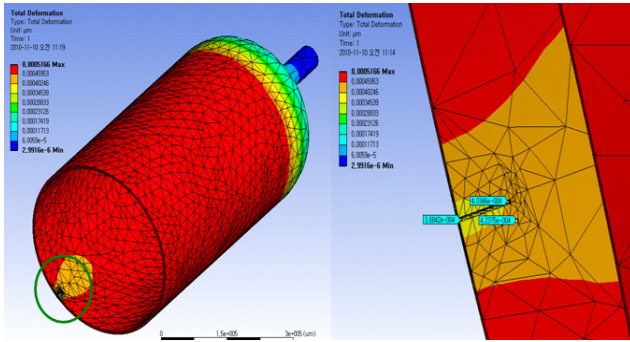 Total Deformation
Type: Total Deformation
Unit: μm
Time: 1
2010-11-10 오전 11:19
0,0005166 Max
0,00045953
0,00040246
0,00034539
0,00028833
0,00023126
0,00017419
0,00011713
6,0059e-5
2,9916e-6 Min
0
1,5e+005
3e+005 (um)
Total Deformation
Type: Total Deformation
Unit: μm
Time: 1
2010-11-10 오전 11:14
0,0005166 Max
0,00045953
0,00040246
0,00034539
0,00028833
0,00023126
0,00017419
0,00011713
6,0059e-5
2,9916e-6 Min
4,0346e-004
3,6842e-004
4,2375e-004